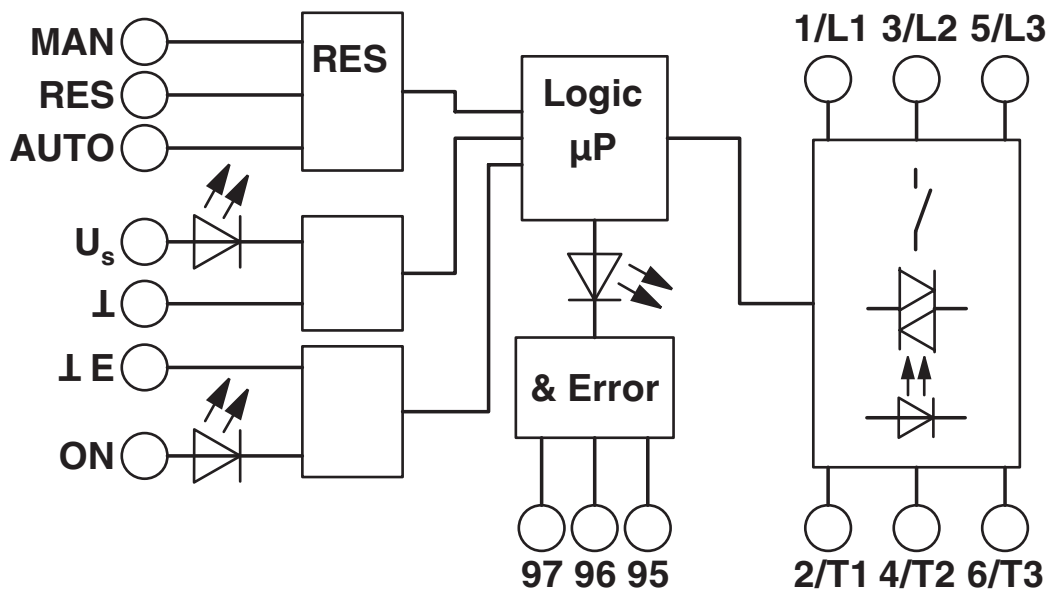 MAN
RES
AUTO
Us
⊥
⊥ E
ON
RES
Logic
µP
& Error
97 96 95
1/L1 3/L2 5/L3
2/T1 4/T2 6/T3